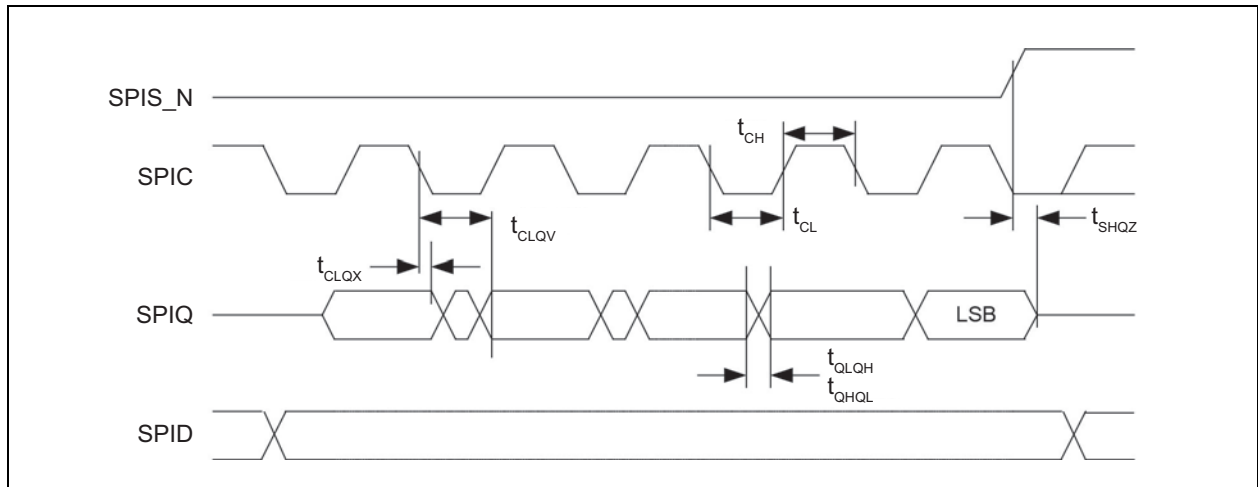 SPIS_N
t_CH
SPIC
t_CL
t_SHQZ
t_CLQV
t_CLQX
SPIQ
LSB
t_QLQH
t_QHQL
SPID